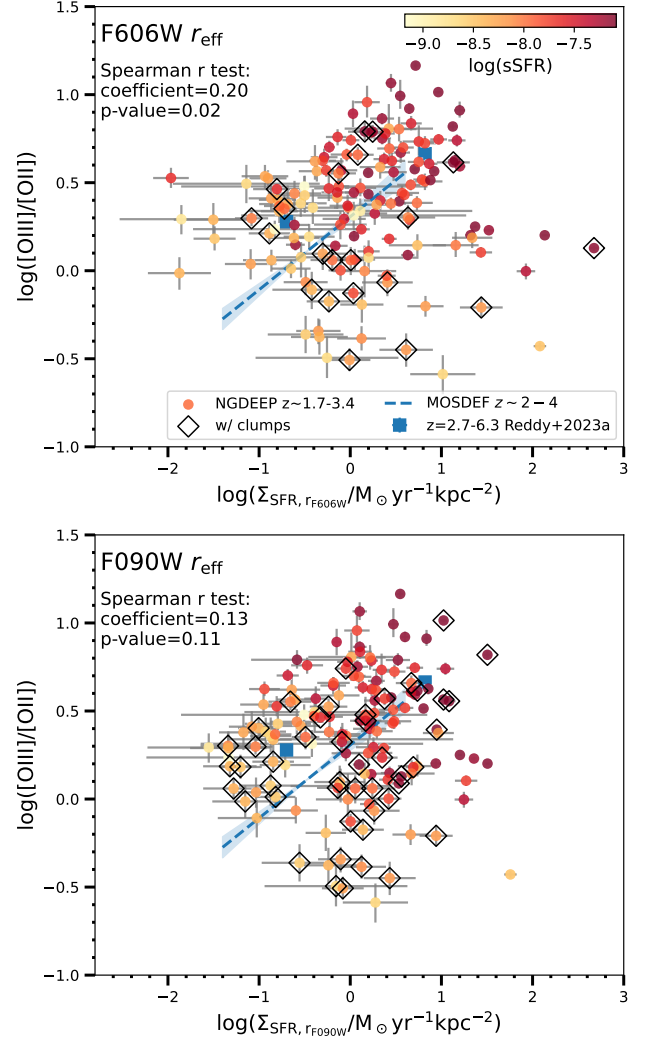 F606W r_eff
−9.0 −8.5 −8.0 −7.5
log(sSFR)
Spearman r test:
coefficient=0.20
p-value=0.02
1.5
1.0
0.5
0.0
−0.5
−1.0
log([OIII]/[OII])
NGDEEP z~1.7-3.4
w/ clumps
MOSDEF z ~ 2 − 4
z=2.7-6.3 Reddy+2023a
−2 −1 0 1 2 3
log(Σ_SFR, r_F606W/M_⊙ yr⁻¹kpc⁻²)
F090W r_eff
Spearman r test:
coefficient=0.13
p-value=0.11
1.5
1.0
0.5
0.0
−0.5
−1.0
log([OIII]/[OII])
−2 −1 0 1 2 3
log(Σ_SFR, r_F090W/M_⊙ yr⁻¹kpc⁻²)